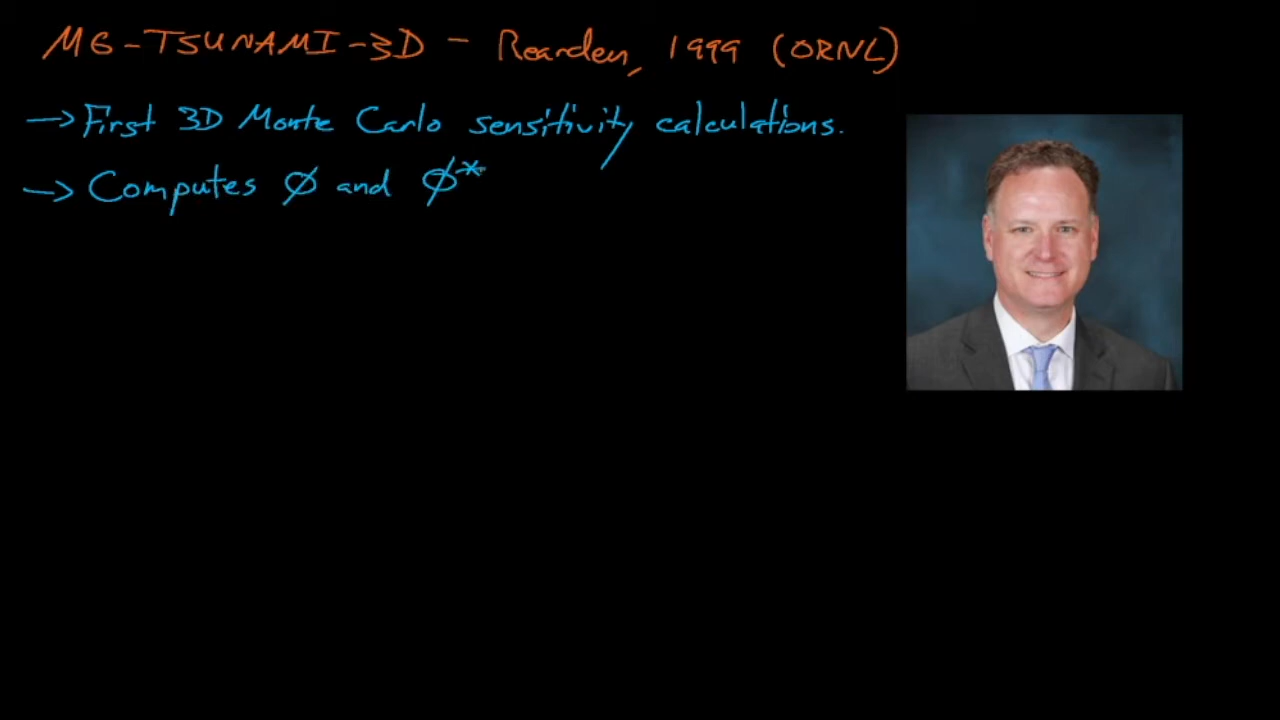 MG-TSUNAMI-3D - Rearden, 1999 (ORNL)
→ First 3D Monte Carlo sensitivity calculations.
→ Computes ϕ and ϕ*